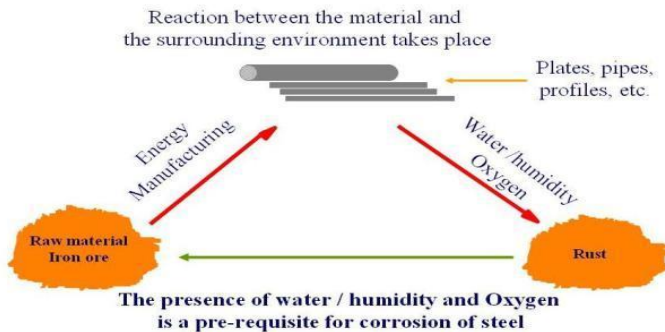 Reaction between the material and
the surrounding environment takes place
Plates, pipes,
profiles, etc.
Energy
Manufacturing
Water /humidity
Oxygen
Raw material
Iron ore
Rust
The presence of water / humidity and Oxygen
is a pre-requisite for corrosion of steel